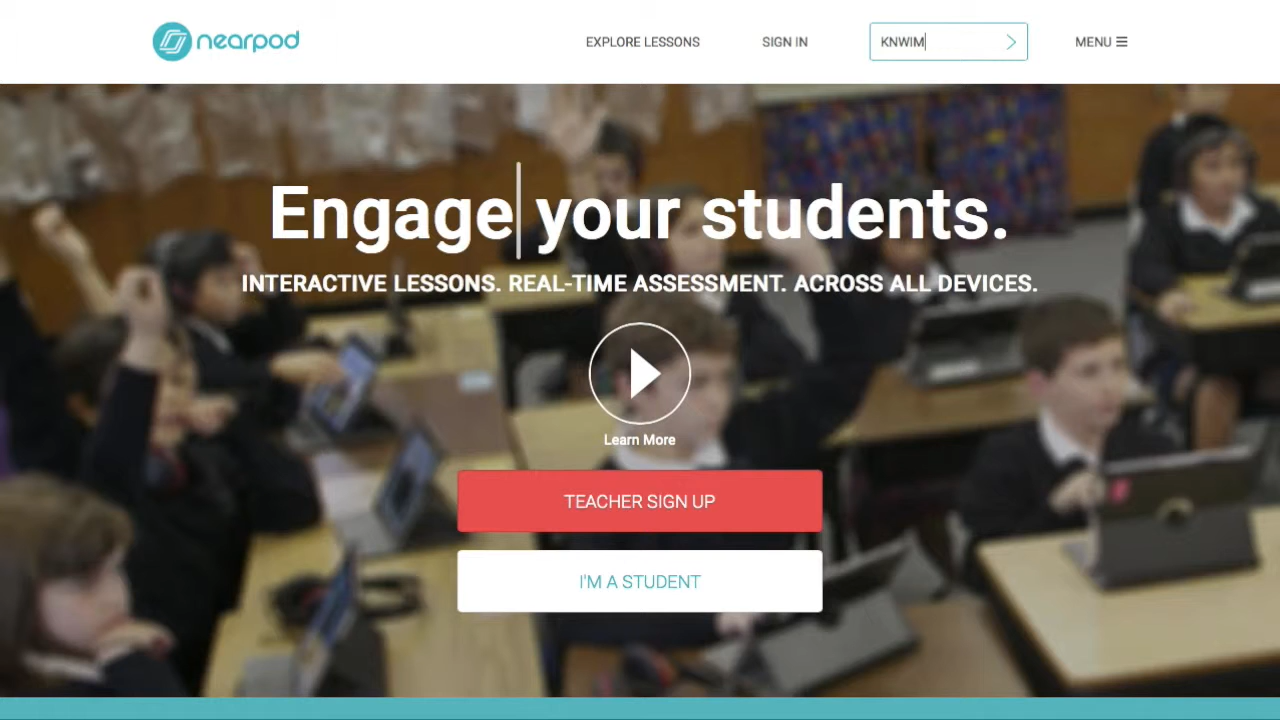 nearpod
EXPLORE LESSONS
SIGN IN
KNWIM
MENU
Engage your students.
INTERACTIVE LESSONS. REAL-TIME ASSESSMENT. ACROSS ALL DEVICES.
Learn More
TEACHER SIGN UP
I'M A STUDENT